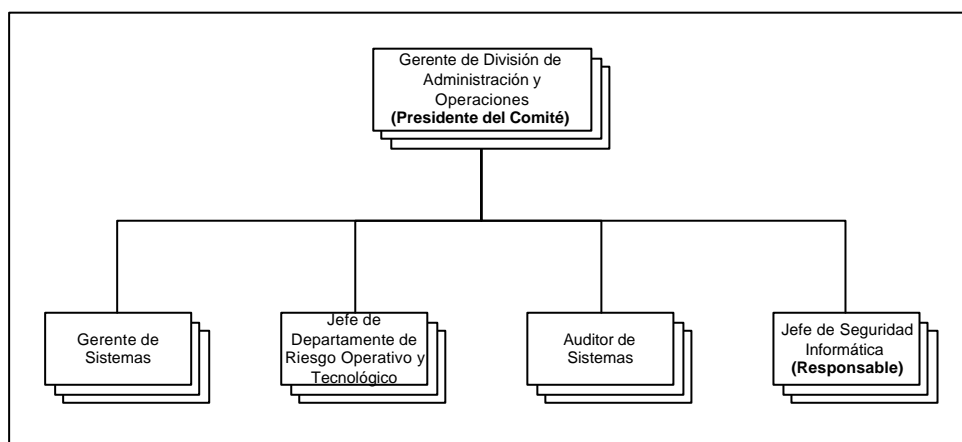 Gerente de División de
Administración y
Operaciones
(Presidente del Comité)
Gerente de
Sistemas
Jefe de
Departamente de
Riesgo Operativo y
Tecnológico
Auditor de
Sistemas
Jefe de Seguridad
Informática
(Responsable)